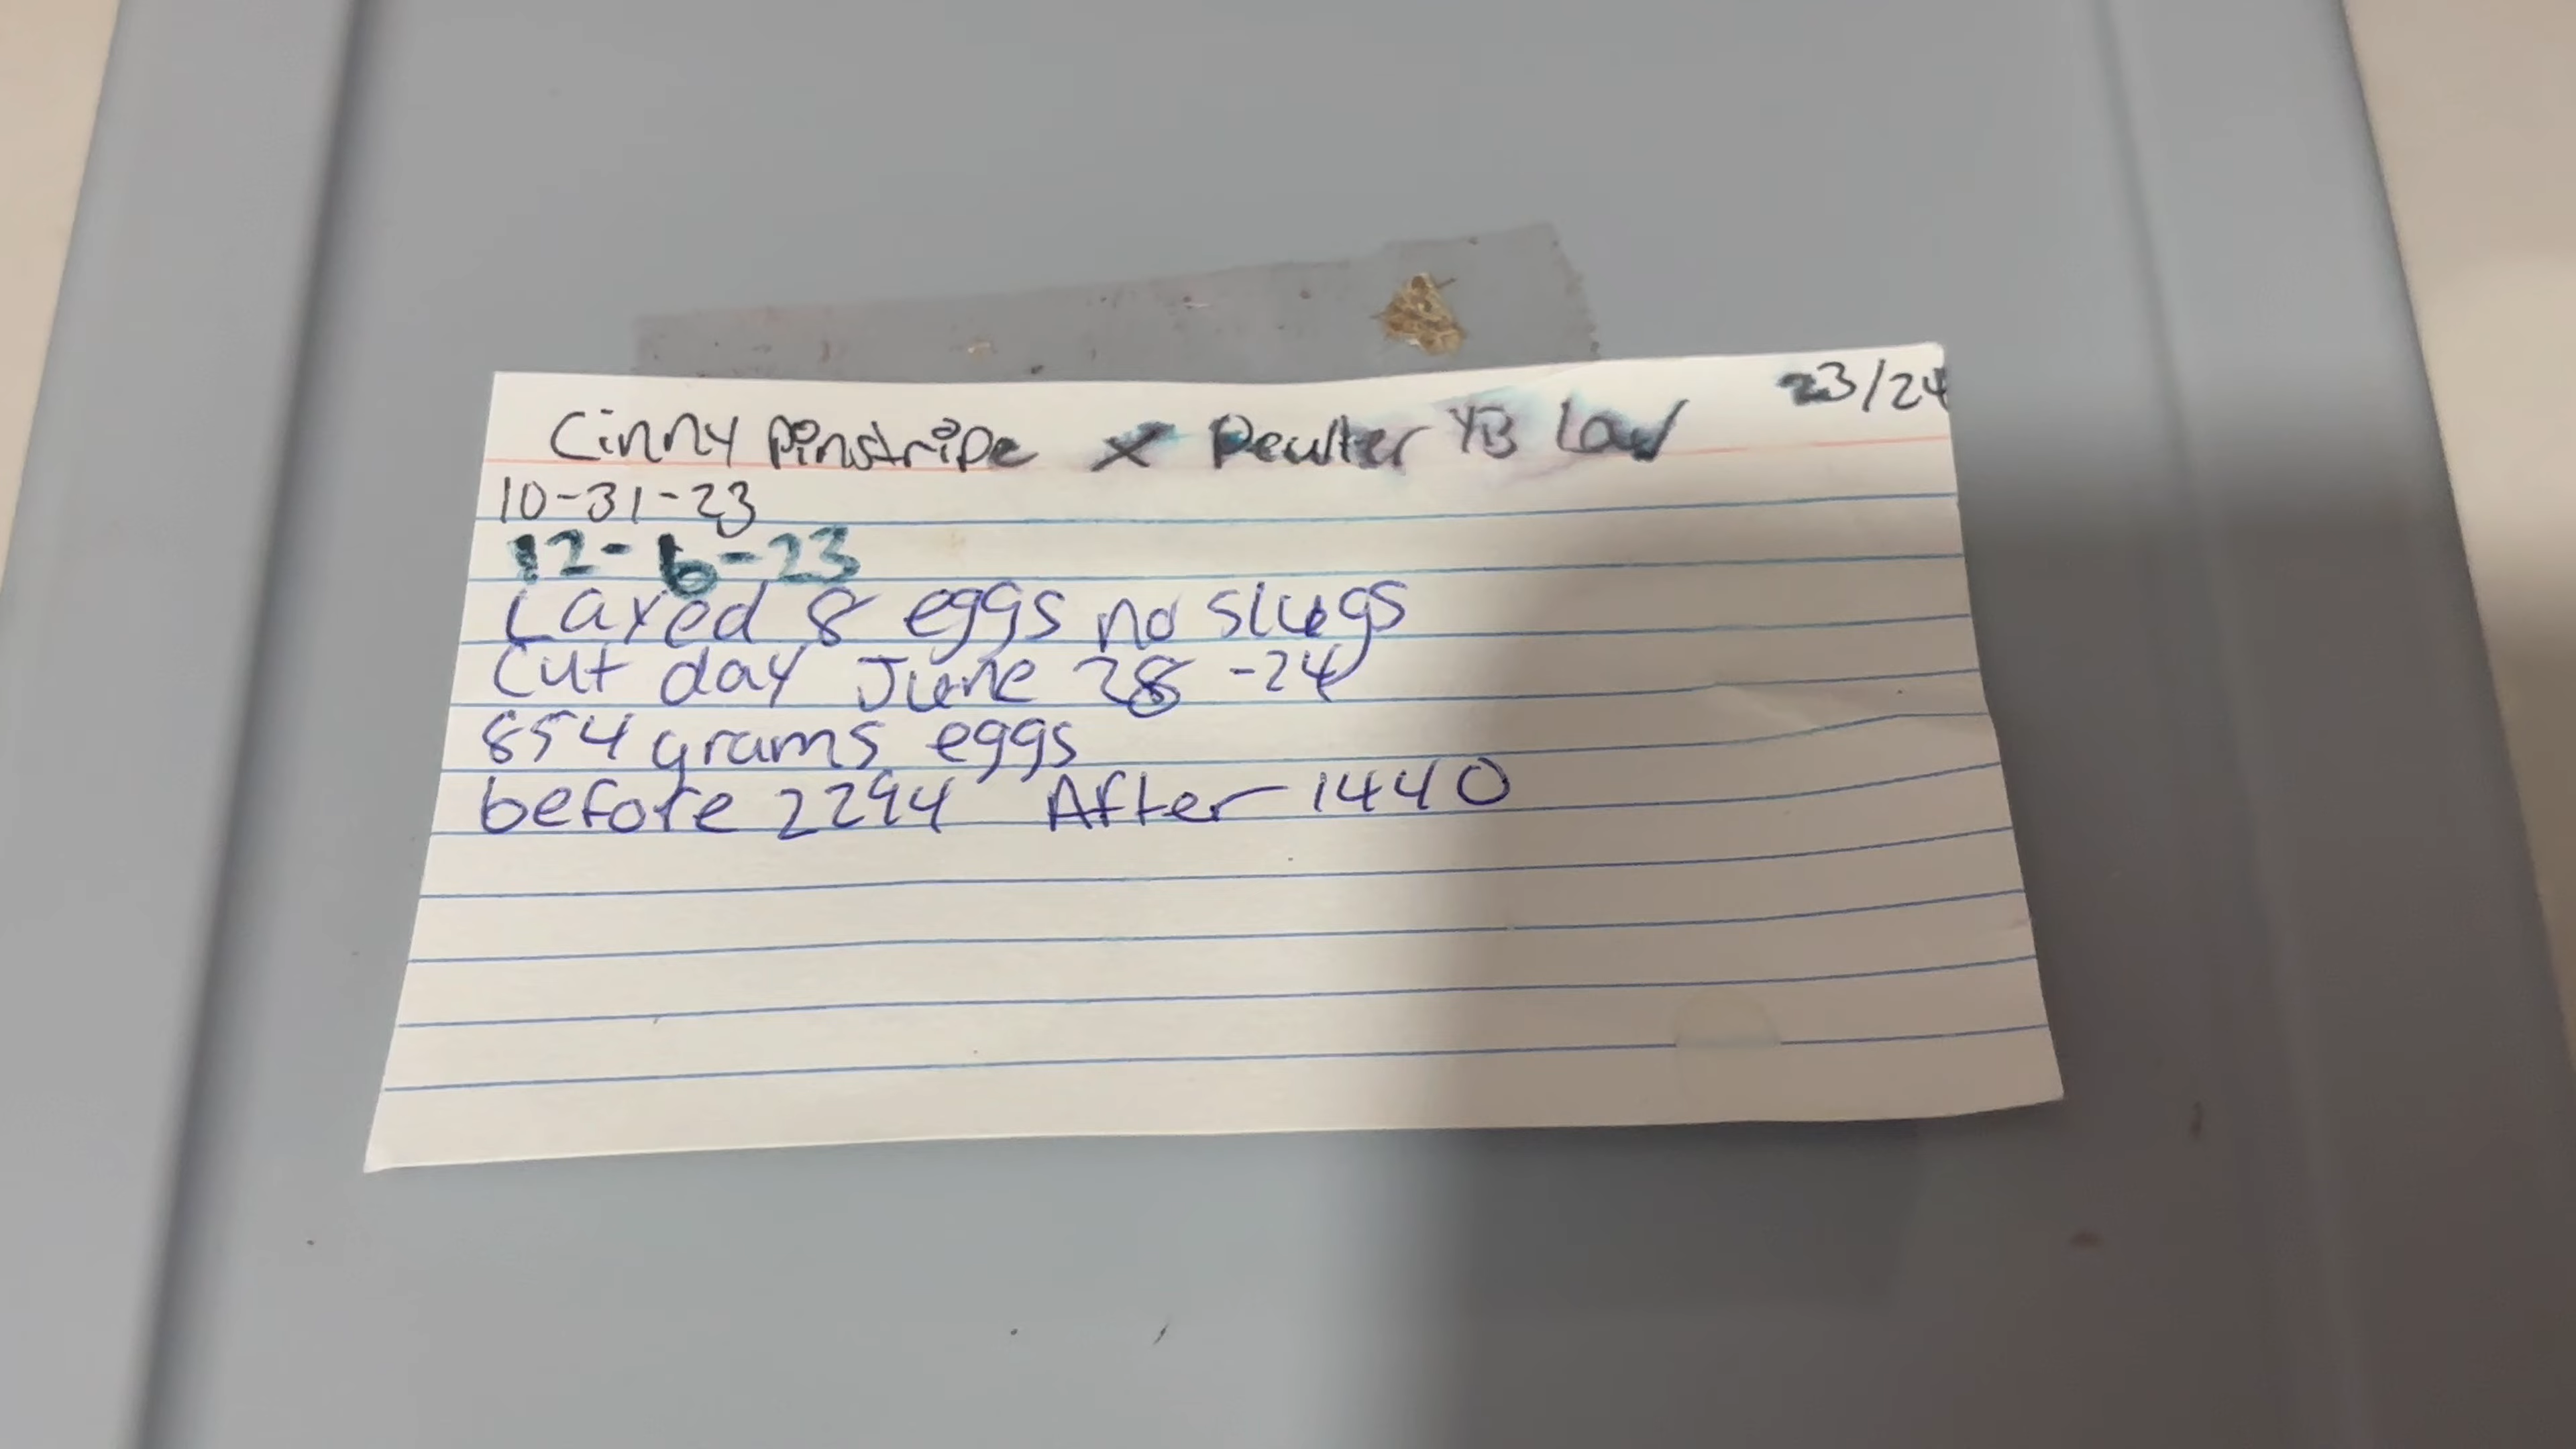 Cinny Pinstripe x Pewter YB Lawl 23/24
10-31-23
12-6-23
Layed 8 eggs no slugs
Cut day June 28 -24
854 grams eggs
before 2294 After 1440